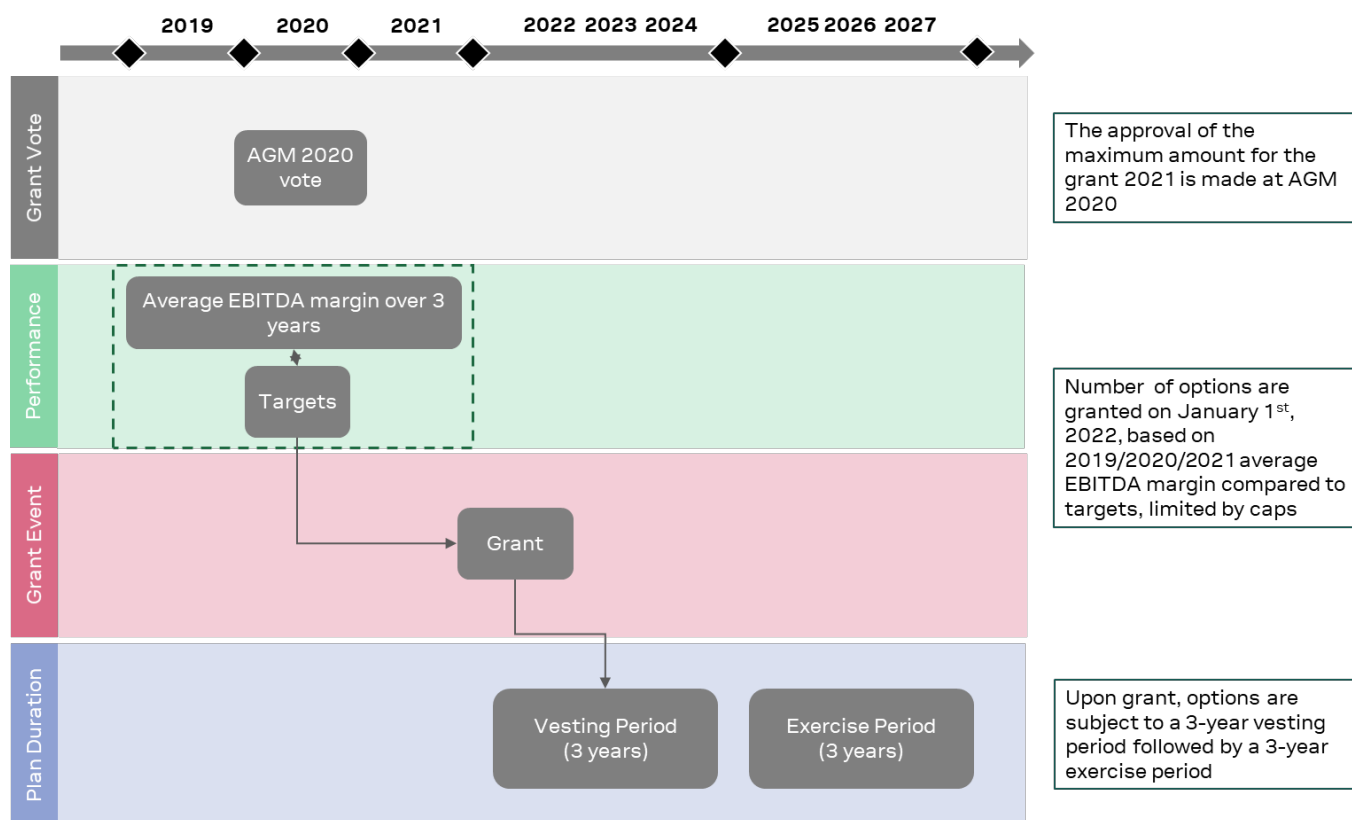 2019 2020 2021 2022 2023 2024 2025 2026 2027
Grant Vote
AGM 2020
vote
The approval of the
maximum amount for the
grant 2021 is made at AGM
2020
Performance
Average EBITDA margin over 3
years
Targets
Number of options are
granted on January 1st,
2022, based on
2019/2020/2021 average
EBITDA margin compared to
targets, limited by caps
Grant Event
Grant
Plan Duration
Vesting Period
(3 years)
Exercise Period
(3 years)
Upon grant, options are
subject to a 3-year vesting
period followed by a 3-year
exercise period